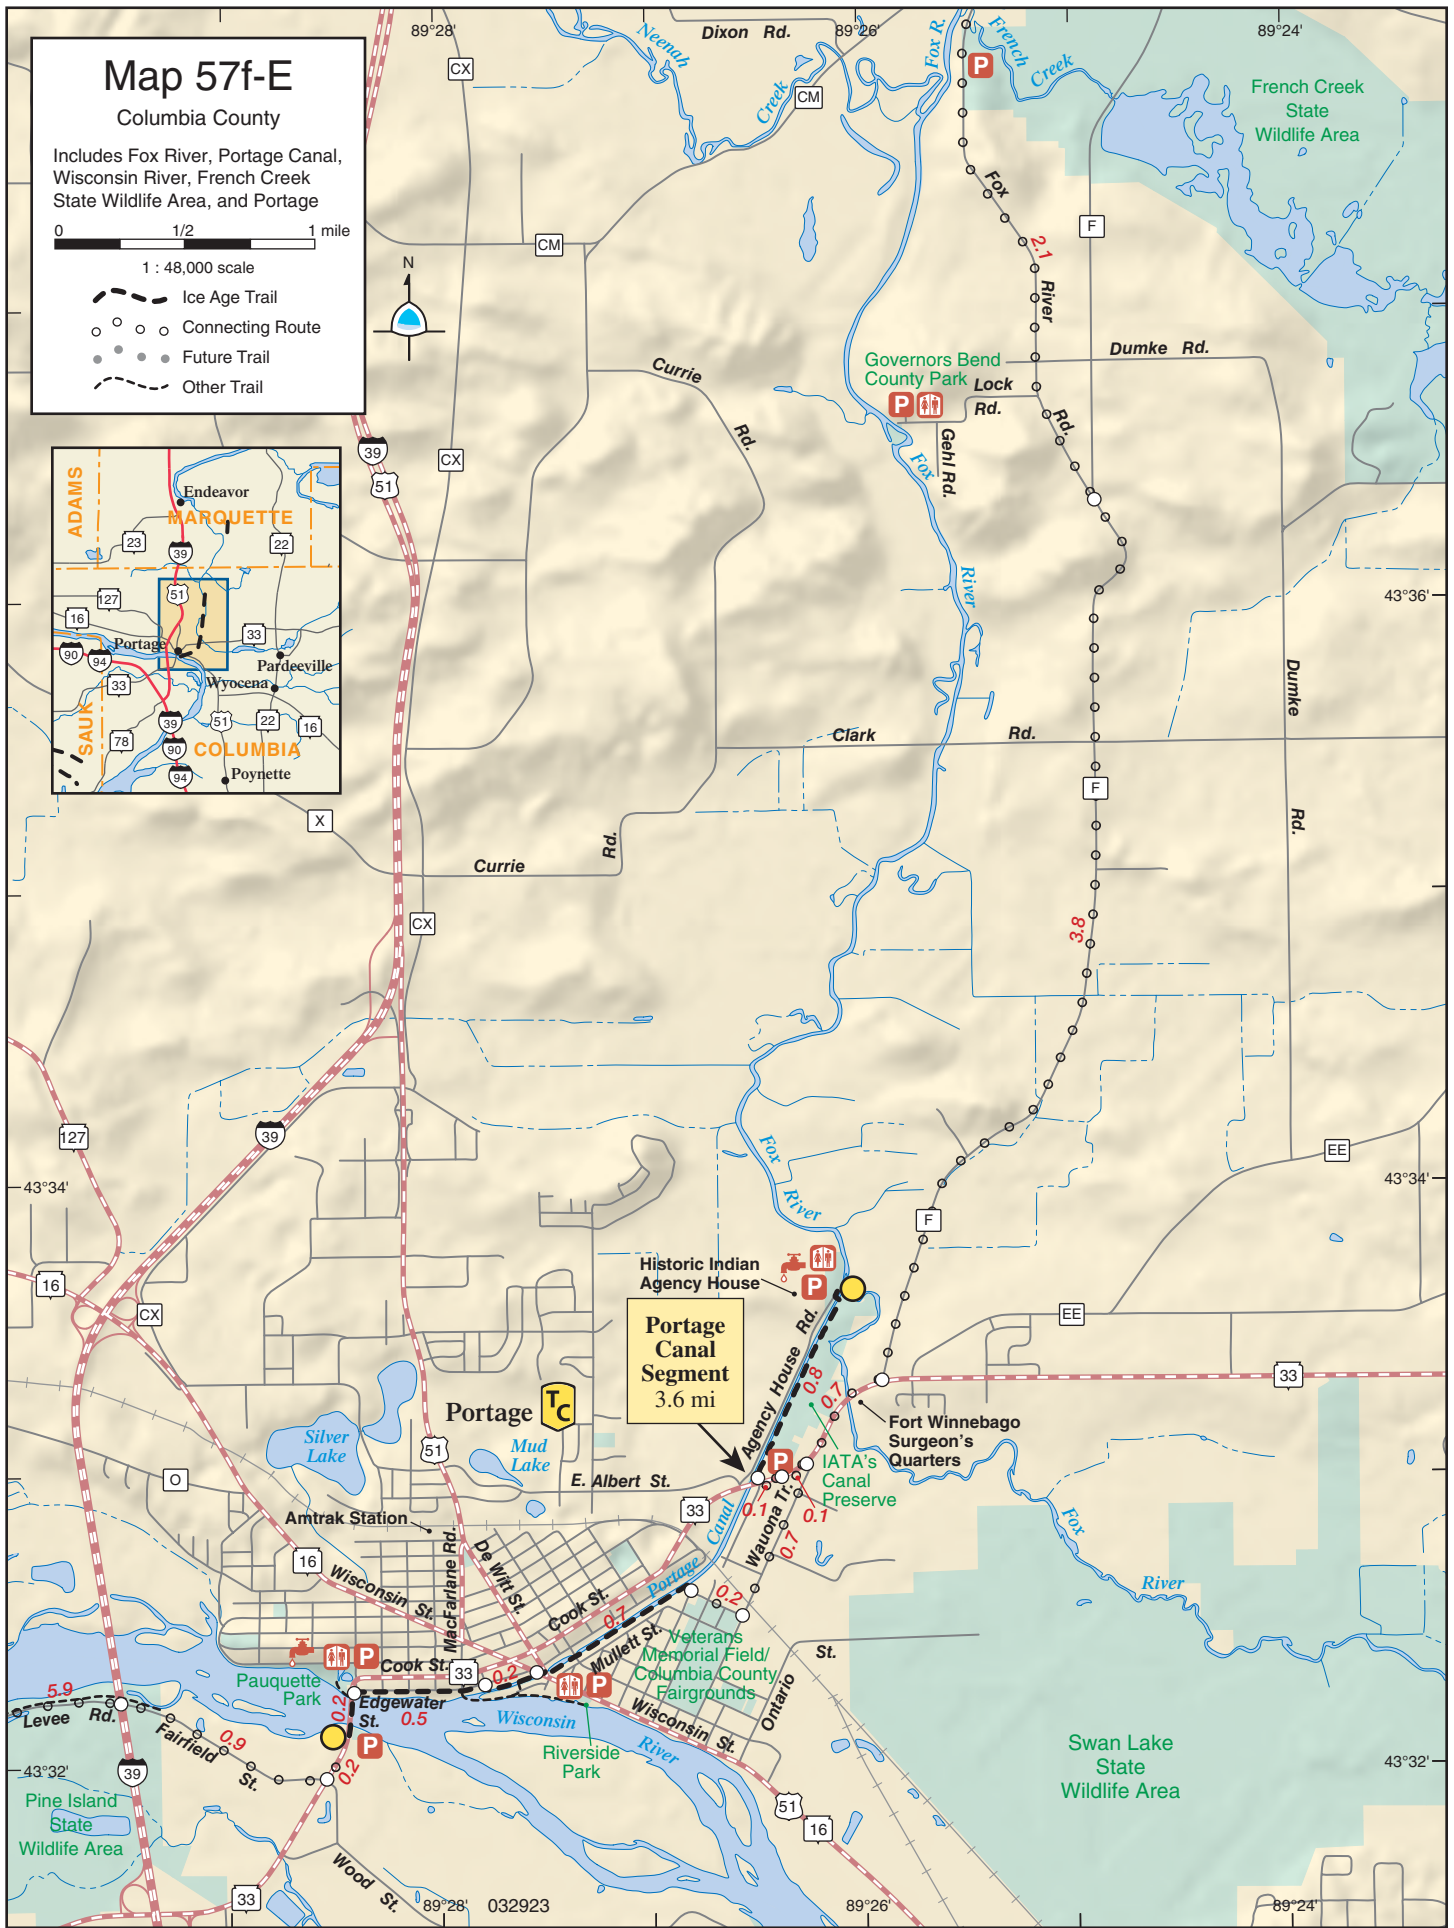 Map 57f-E
Columbia County
Includes Fox River, Portage Canal,
Wisconsin River, French Creek
State Wildlife Area, and Portage
0 1/2 1 mile
1 : 48,000 scale
Ice Age Trail
Connecting Route
Future Trail
Other Trail
N
89°28'
89°26'
89°24'
Dixon Rd.
Neenah
Creek
Fox R.
French
Creek
P
CX
CM
French Creek
State
Wildlife Area
Fox
2.1
River
F
CM
Currie
Rd.
Governors Bend
County Park
P
Lock
Rd.
Dumke Rd.
Rd.
Gehl Rd.
Fox
River
39
51
CX
ADAMS
Endeavor
MARQUETTE
23
39
22
127
51
16
33
Portage
90
94
Pardeeville
33
Wyocena
SAUK
39
51
22
16
78
90
COLUMBIA
94
Poynette
43°36'
Dumke
Rd.
Clark Rd.
F
X
Currie
Rd.
CX
3.8
127
39
Fox
River
EE
43°34'
43°34'
F
16
CX
Historic Indian
Agency House
P
EE
Portage
Canal
Segment
3.6 mi
Agency House Rd.
0.8
0.7
33
Portage
TC
Silver
Lake
51
Mud
Lake
Fort Winnebago
Surgeon's
Quarters
IATA's
Canal
Preserve
P
O
E. Albert St.
33
0.1
0.1
Amtrak Station
Canal
Portage
Wauona Tr.
0.7
Fox
River
16
Wisconsin St.
MacFarlane Rd.
De Witt St.
Cook St.
0.7
Mullett St.
0.2
Veterans
Memorial Field/
Columbia County
Fairgrounds
Ontario
St.
P
Cook St.
33
0.2
P
Pauquette
Park
0.2
Edgewater
St.
0.5
Wisconsin
River
Wisconsin St.
5.9
Levee Rd.
Fairfield
St.
0.9
P
0.2
Riverside
Park
43°32'
39
Pine Island
State
Wildlife Area
Swan Lake
State
Wildlife Area
43°32'
51
16
33
Wood St.
89°28'
032923
89°26'
89°24'